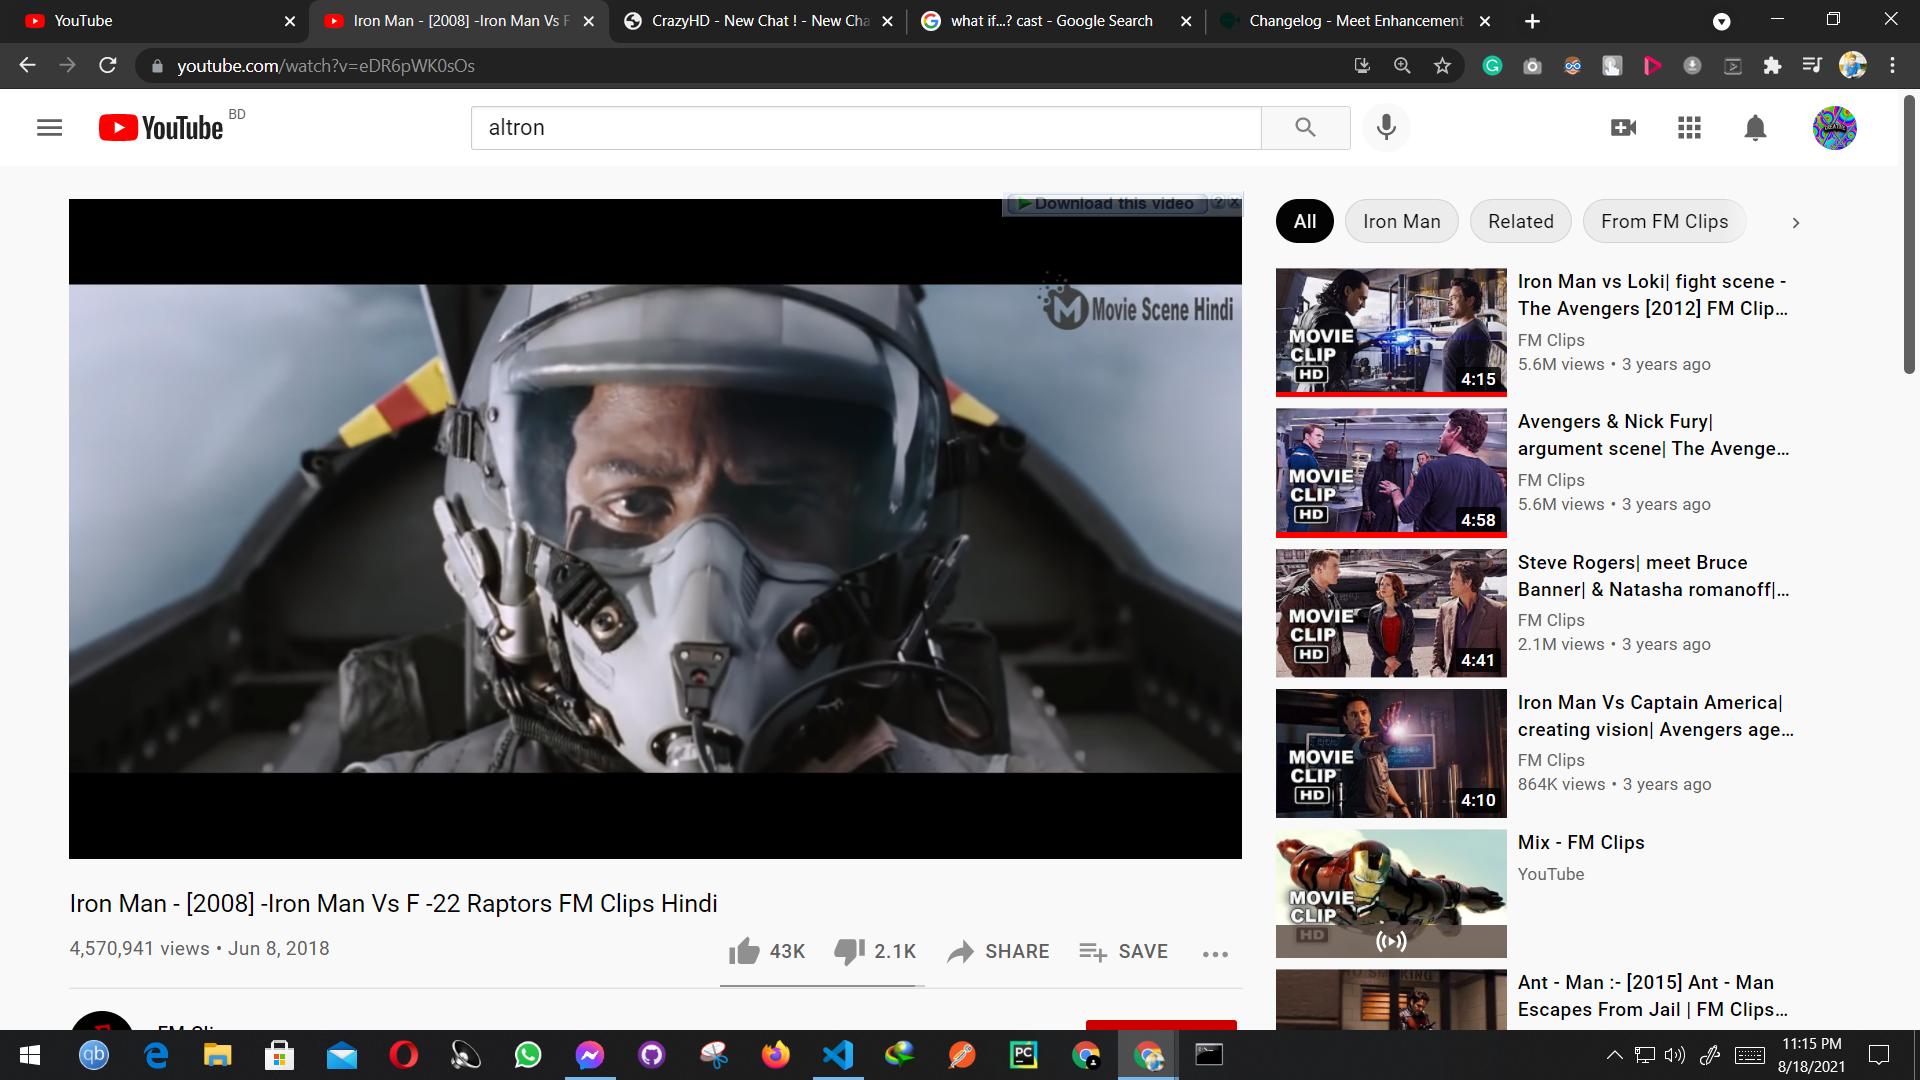 YouTube
Iron Man - [2008] -Iron Man Vs F
CrazyHD - New Chat ! - New Cha
what if...? cast - Google Search
Changelog - Meet Enhancement
youtube.com/watch?v=eDR6pWK0sOs
YouTube BD
altron
Download this video ? X
Movie Scene Hindi
All
Iron Man
Related
From FM Clips
MOVIE
CLIP
HD
4:15
Iron Man vs Loki| fight scene -
The Avengers [2012] FM Clip...
FM Clips
5.6M views • 3 years ago
MOVIE
CLIP
HD
4:58
Avengers & Nick Fury|
argument scene| The Avenge...
FM Clips
5.6M views • 3 years ago
MOVIE
CLIP
HD
4:41
Steve Rogers| meet Bruce
Banner| & Natasha romanoff|...
FM Clips
2.1M views • 3 years ago
MOVIE
CLIP
HD
4:10
Iron Man Vs Captain America|
creating vision| Avengers age...
FM Clips
864K views • 3 years ago
MOVIE
CLIP
HD
Mix - FM Clips
YouTube
Ant - Man :- [2015] Ant - Man
Escapes From Jail | FM Clips...
Iron Man - [2008] -Iron Man Vs F -22 Raptors FM Clips Hindi
4,570,941 views • Jun 8, 2018
43K
2.1K
SHARE
SAVE
qb
PC
11:15 PM
8/18/2021